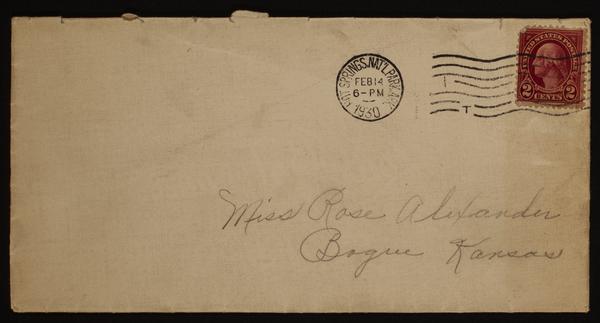 HOT SPRINGS NAT'L PARK, ARK.
FEB 14
6-PM
1930
T
UNITED STATES POSTAGE
2 CENTS 2
Miss Rose Alexander
Bogue Kansas